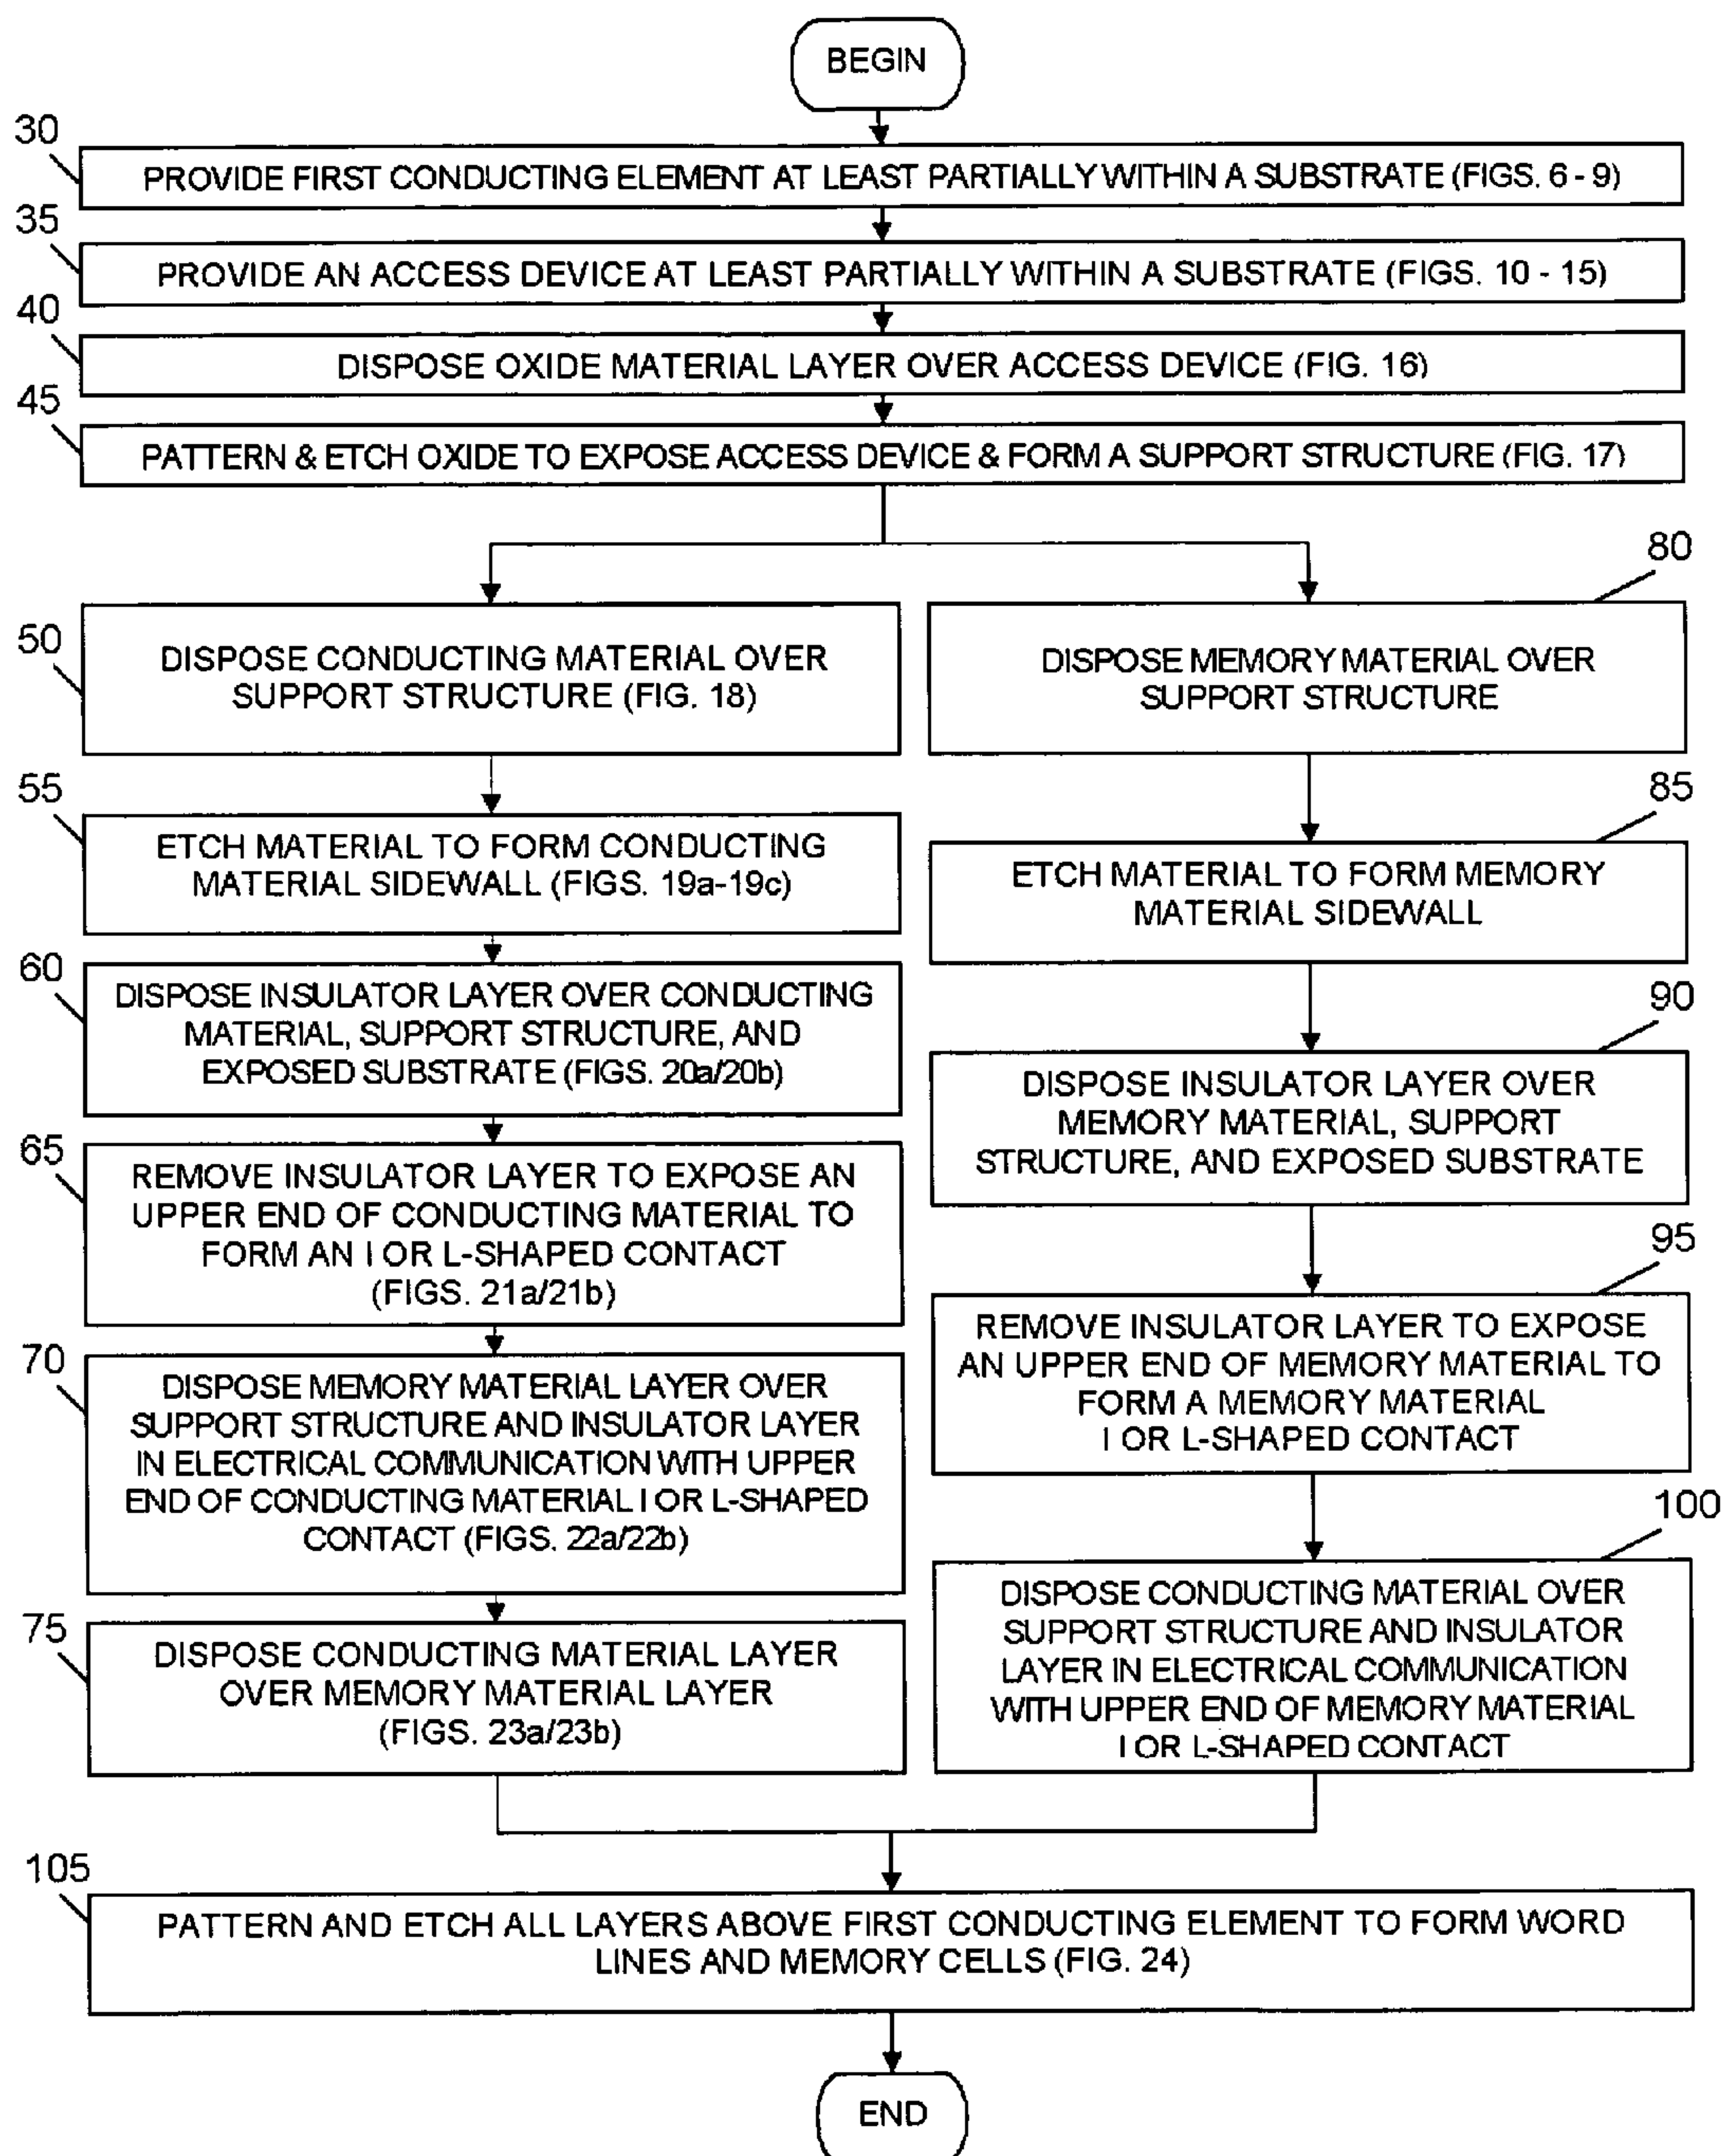 BEGIN
30
PROVIDE FIRST CONDUCTING ELEMENT AT LEAST PARTIALLY WITHIN A SUBSTRATE (FIGS. 6 - 9)
35
PROVIDE AN ACCESS DEVICE AT LEAST PARTIALLY WITHIN A SUBSTRATE (FIGS. 10 - 15)
40
DISPOSE OXIDE MATERIAL LAYER OVER ACCESS DEVICE (FIG. 16)
45
PATTERN & ETCH OXIDE TO EXPOSE ACCESS DEVICE & FORM A SUPPORT STRUCTURE (FIG. 17)
50
DISPOSE CONDUCTING MATERIAL OVER
SUPPORT STRUCTURE (FIG. 18)
55
ETCH MATERIAL TO FORM CONDUCTING
MATERIAL SIDEWALL (FIGS. 19a-19c)
60
DISPOSE INSULATOR LAYER OVER CONDUCTING
MATERIAL, SUPPORT STRUCTURE, AND
EXPOSED SUBSTRATE (FIGS. 20a/20b)
65
REMOVE INSULATOR LAYER TO EXPOSE AN
UPPER END OF CONDUCTING MATERIAL TO
FORM AN I OR L-SHAPED CONTACT
(FIGS. 21a/21b)
70
DISPOSE MEMORY MATERIAL LAYER OVER
SUPPORT STRUCTURE AND INSULATOR LAYER
IN ELECTRICAL COMMUNICATION WITH UPPER
END OF CONDUCTING MATERIAL I OR L-SHAPED
CONTACT (FIGS. 22a/22b)
75
DISPOSE CONDUCTING MATERIAL LAYER
OVER MEMORY MATERIAL LAYER
(FIGS. 23a/23b)
80
DISPOSE MEMORY MATERIAL OVER
SUPPORT STRUCTURE
85
ETCH MATERIAL TO FORM MEMORY
MATERIAL SIDEWALL
90
DISPOSE INSULATOR LAYER OVER
MEMORY MATERIAL, SUPPORT
STRUCTURE, AND EXPOSED SUBSTRATE
95
REMOVE INSULATOR LAYER TO EXPOSE
AN UPPER END OF MEMORY MATERIAL TO
FORM A MEMORY MATERIAL
I OR L-SHAPED CONTACT
100
DISPOSE CONDUCTING MATERIAL OVER
SUPPORT STRUCTURE AND INSULATOR
LAYER IN ELECTRICAL COMMUNICATION
WITH UPPER END OF MEMORY MATERIAL
I OR L-SHAPED CONTACT
105
PATTERN AND ETCH ALL LAYERS ABOVE FIRST CONDUCTING ELEMENT TO FORM WORD
LINES AND MEMORY CELLS (FIG. 24)
END